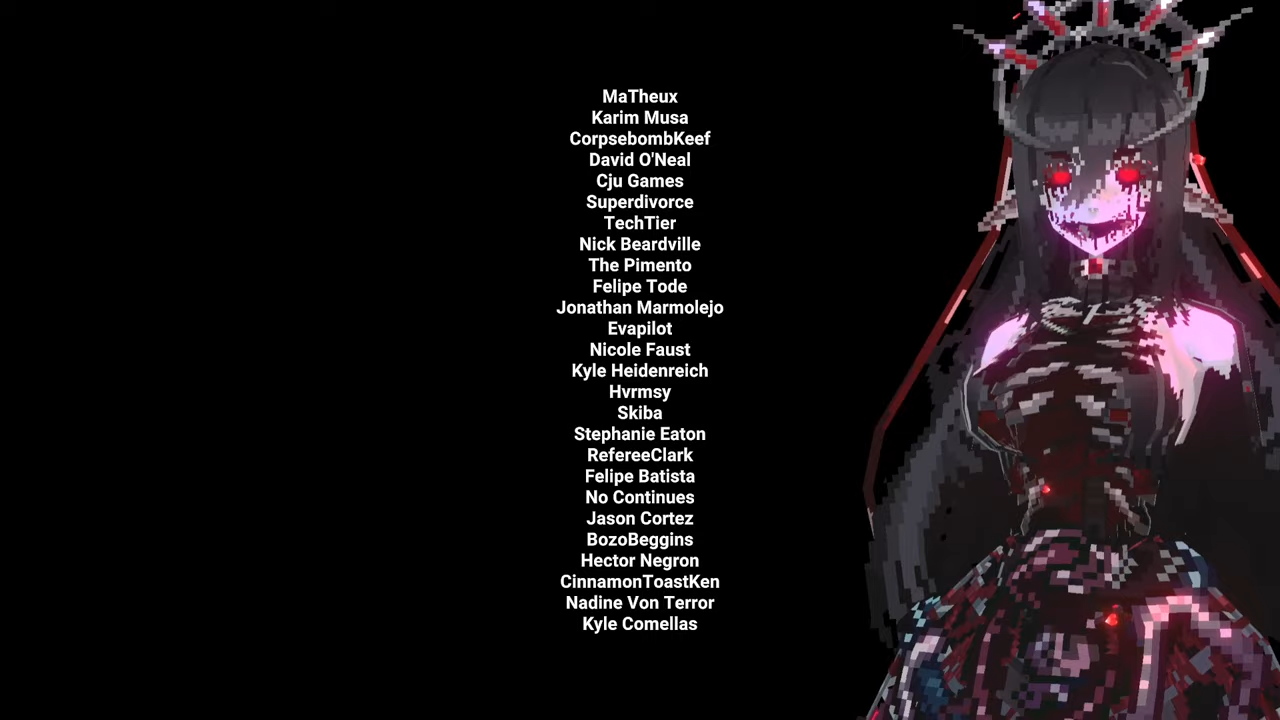 MaTheux
Karim Musa
CorpsebombKeef
David O'Neal
Cju Games
Superdivorce
TechTier
Nick Beardville
The Pimento
Felipe Tode
Jonathan Marmolejo
Evapilot
Nicole Faust
Kyle Heidenreich
Hvrmsy
Skiba
Stephanie Eaton
RefereeClark
Felipe Batista
No Continues
Jason Cortez
BozoBeggins
Hector Negron
CinnamonToastKen
Nadine Von Terror
Kyle Comellas